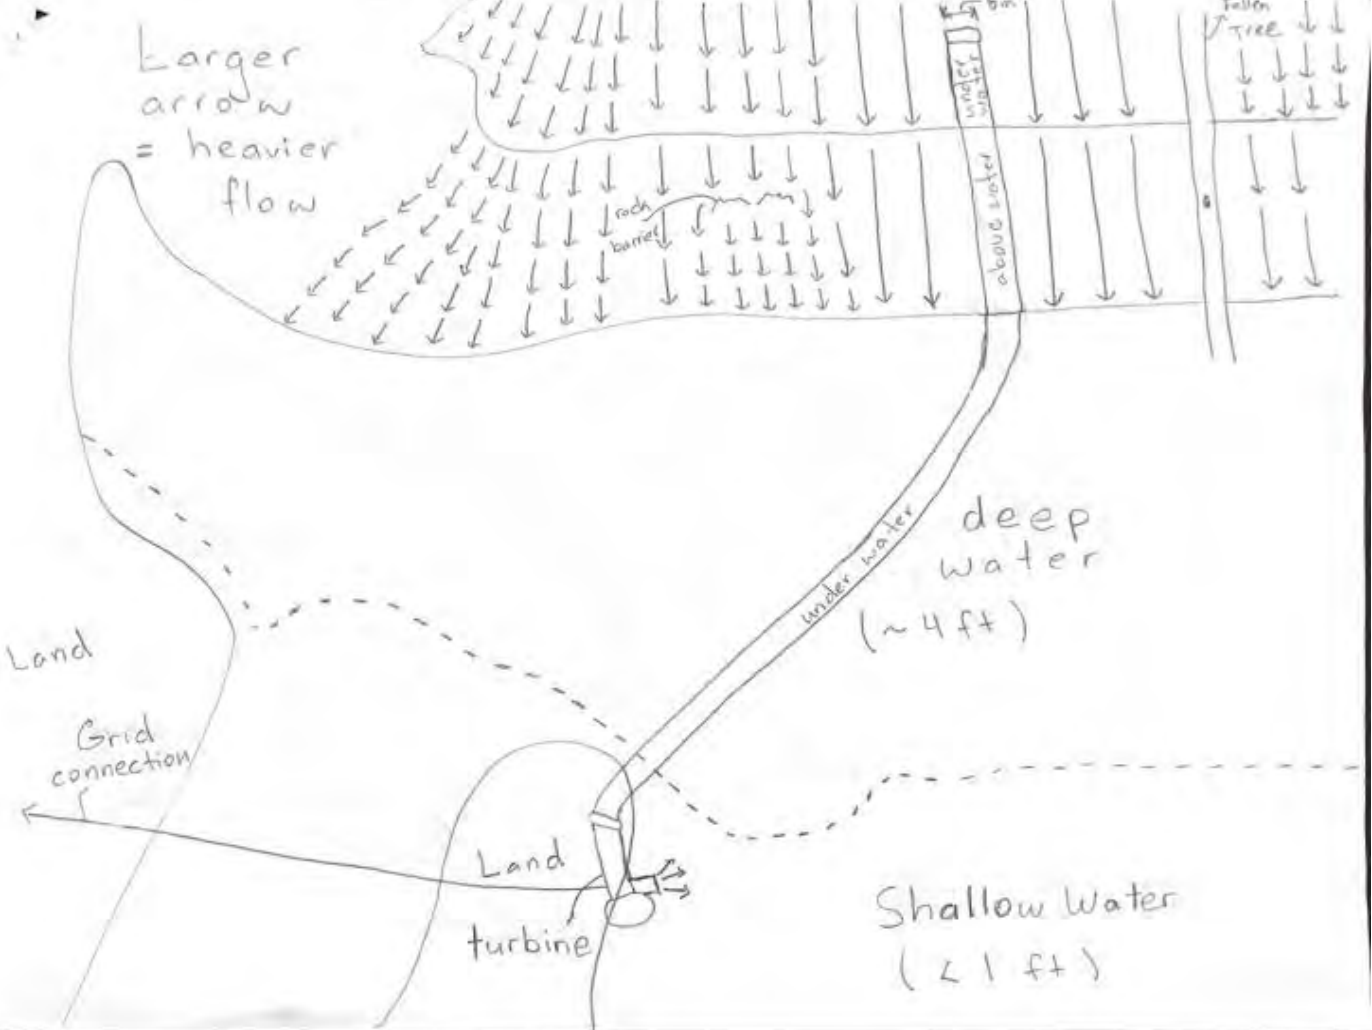 Larger
arrow
= heavier
flow
under
water
Tree
above water
rock
barrier
under water
deep
water
(~ 4 ft)
Land
Grid
connection
Land
turbine
Shallow Water
(< 1 ft)